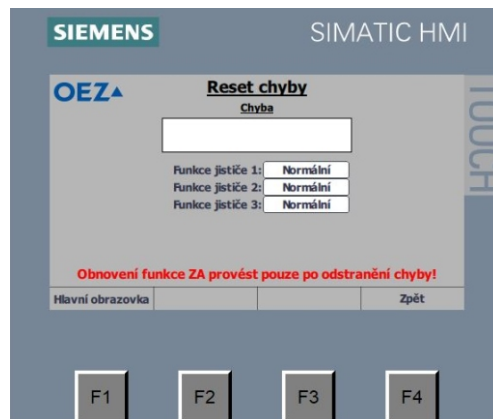 SIEMENS
SIMATIC HMI
TOUCH
OEZ
Reset chyby
Chyba
Funkce jističe 1: Normální
Funkce jističe 2: Normální
Funkce jističe 3: Normální
Obnovení funkce ZA provést pouze po odstranění chyby!
Hlavní obrazovka Zpět
F1 F2 F3 F4